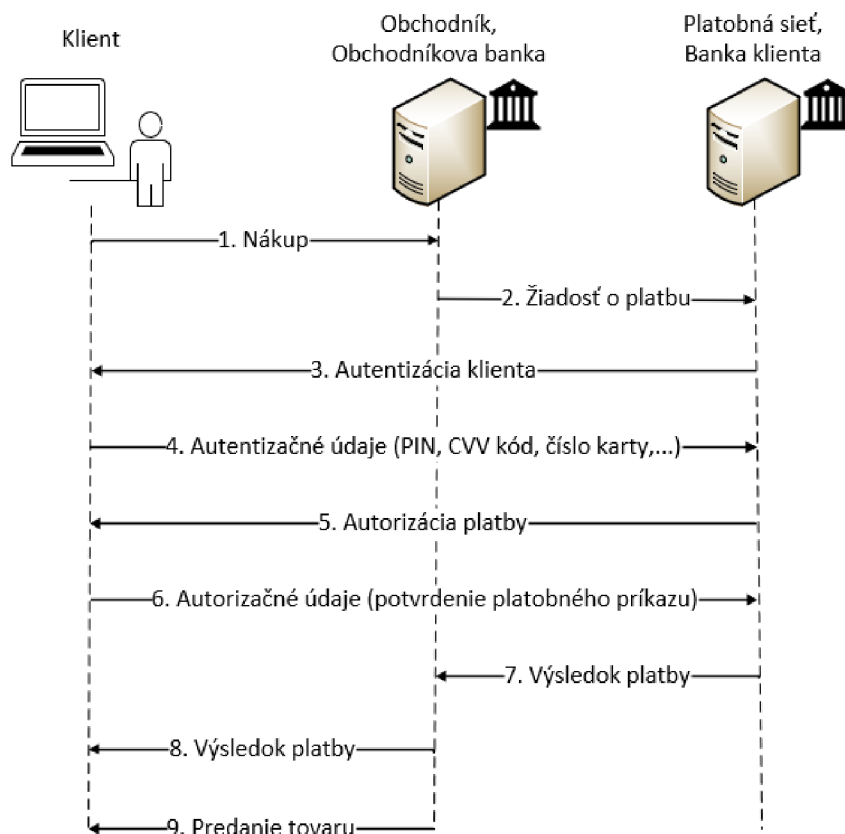 Klient
Obchodník,
Obchodníkova banka
Platobná sieť,
Banka klienta
1. Nákup
2. Žiadosť o platbu
3. Autentizácia klienta
4. Autentizačné údaje (PIN, CVV kód, číslo karty,...)
5. Autorizácia platby
6. Autorizačné údaje (potvrdenie platobného príkazu)
7. Výsledok platby
8. Výsledok platby
9. Predanie tovaru